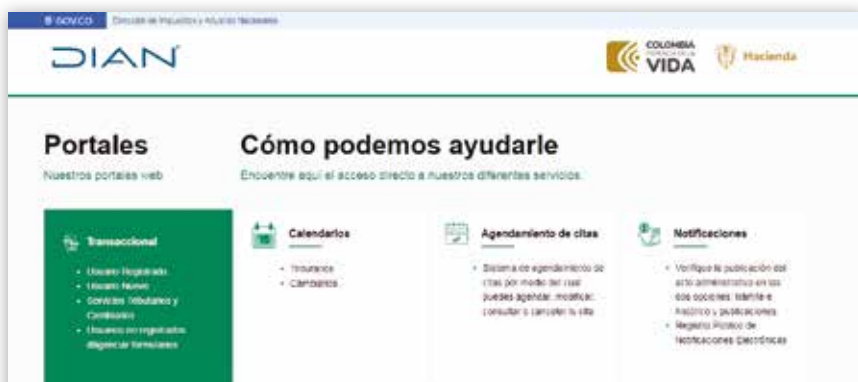 GOV.CO Dirección de Impuestos y Aduanas Nacionales
DIAN
COLOMBIA
POTENCIA DE LA
VIDA
Hacienda
Portales
Cómo podemos ayudarle
Nuestros portales web
Encuentre aquí el acceso directo a nuestros diferentes servicios.
Transaccional
• Usuario Registrado
• Usuario Nuevo
• Servicios Tributarios y
Cambiarios
• Usuarios no registrados
diligenciar formularios
Calendarios
• Tributarios
• Cambiarios
Agendamiento de citas
• Sistema de agendamiento de
citas por medio del cual
puedes agendar, modificar,
consultar o cancelar tu cita
Notificaciones
• Verifique la publicación del
acto administrativo en las
dos opciones: trámite e
histórico y publicaciones.
• Registro Público de
Notificaciones Electrónicas